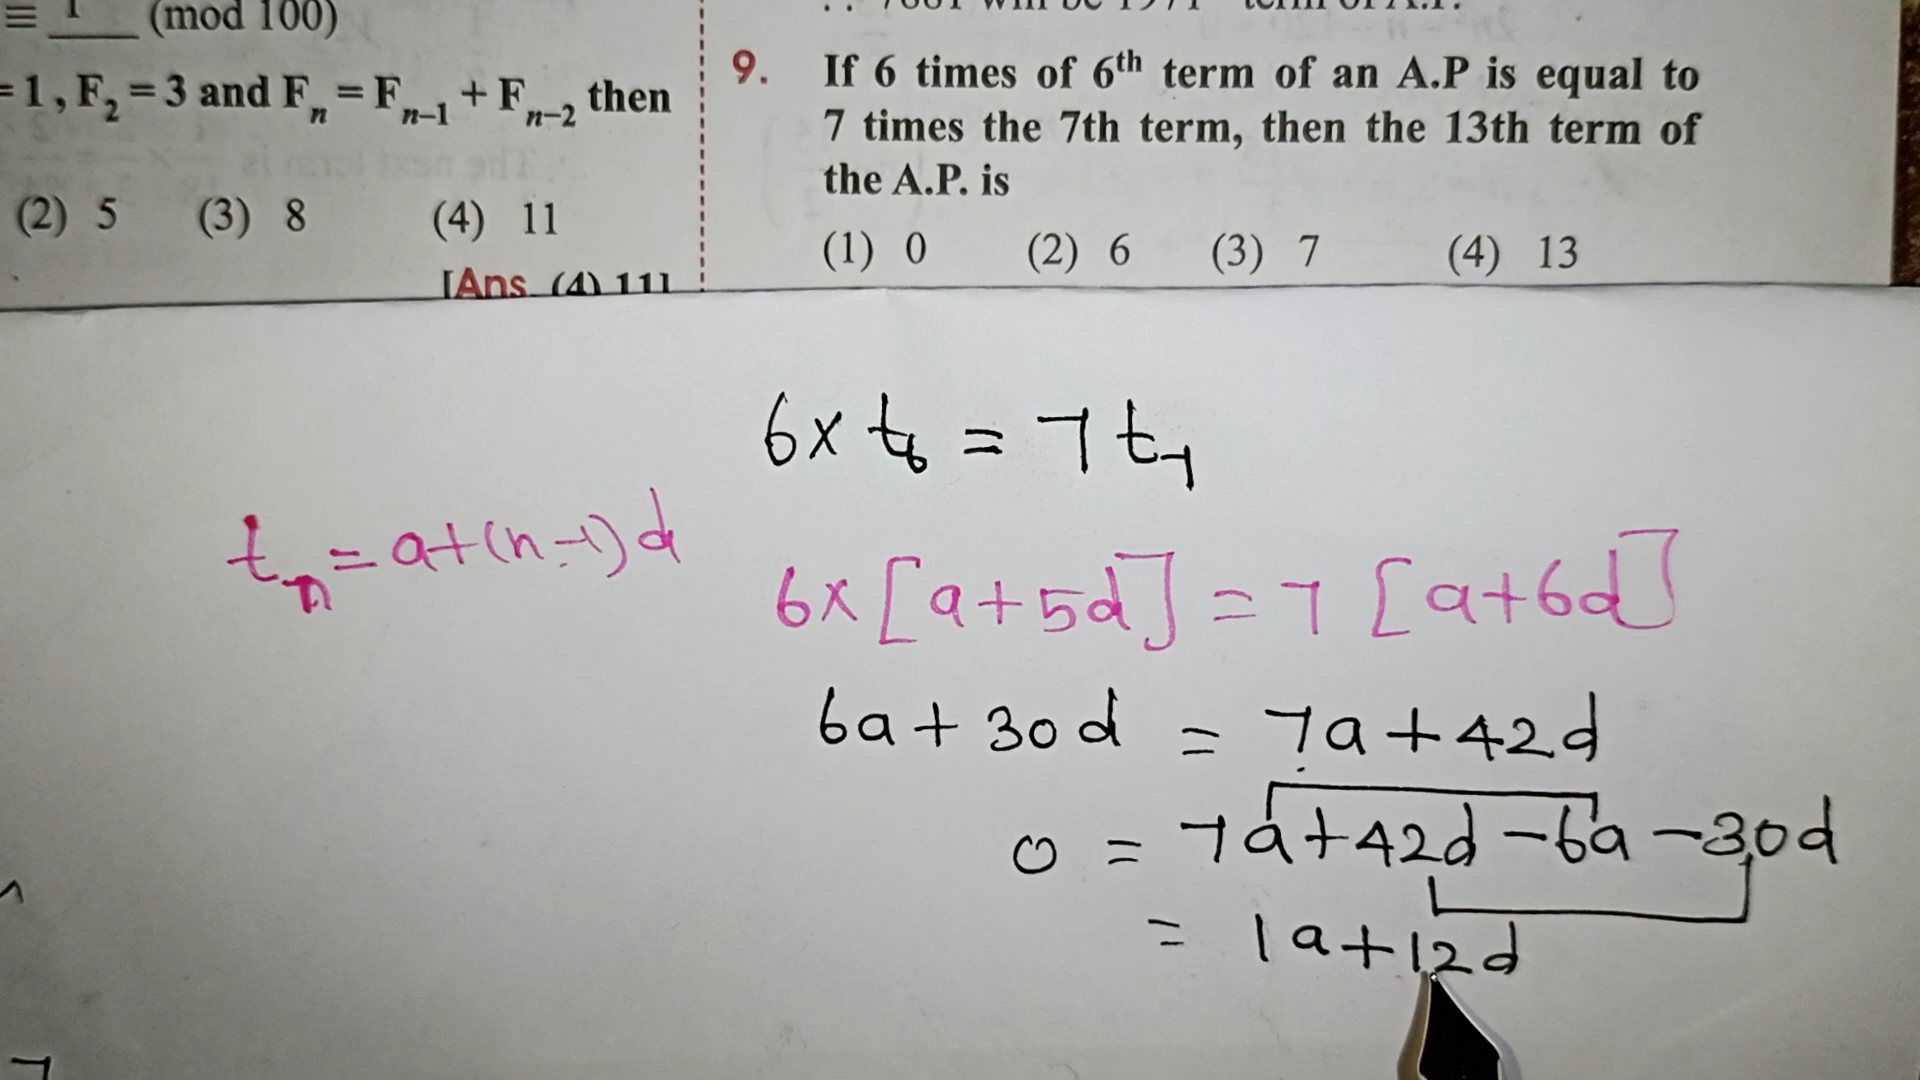 ≡ 1 (mod 100)
=1, F₂ = 3 and Fₙ = Fₙ₋₁ + Fₙ₋₂ then
(2) 5 (3) 8 (4) 11
[Ans (4) 11]
9. If 6 times of 6th term of an A.P is equal to
7 times the 7th term, then the 13th term of
the A.P. is
(1) 0 (2) 6 (3) 7 (4) 13
6 x t₆ = 7 t₇
tₙ = a+(n-1)d
6x [a+5d] = 7 [a+6d]
6a + 30d = 7a + 42d
0 = 7a + 42d - 6a - 30d
= 1a + 12d
7